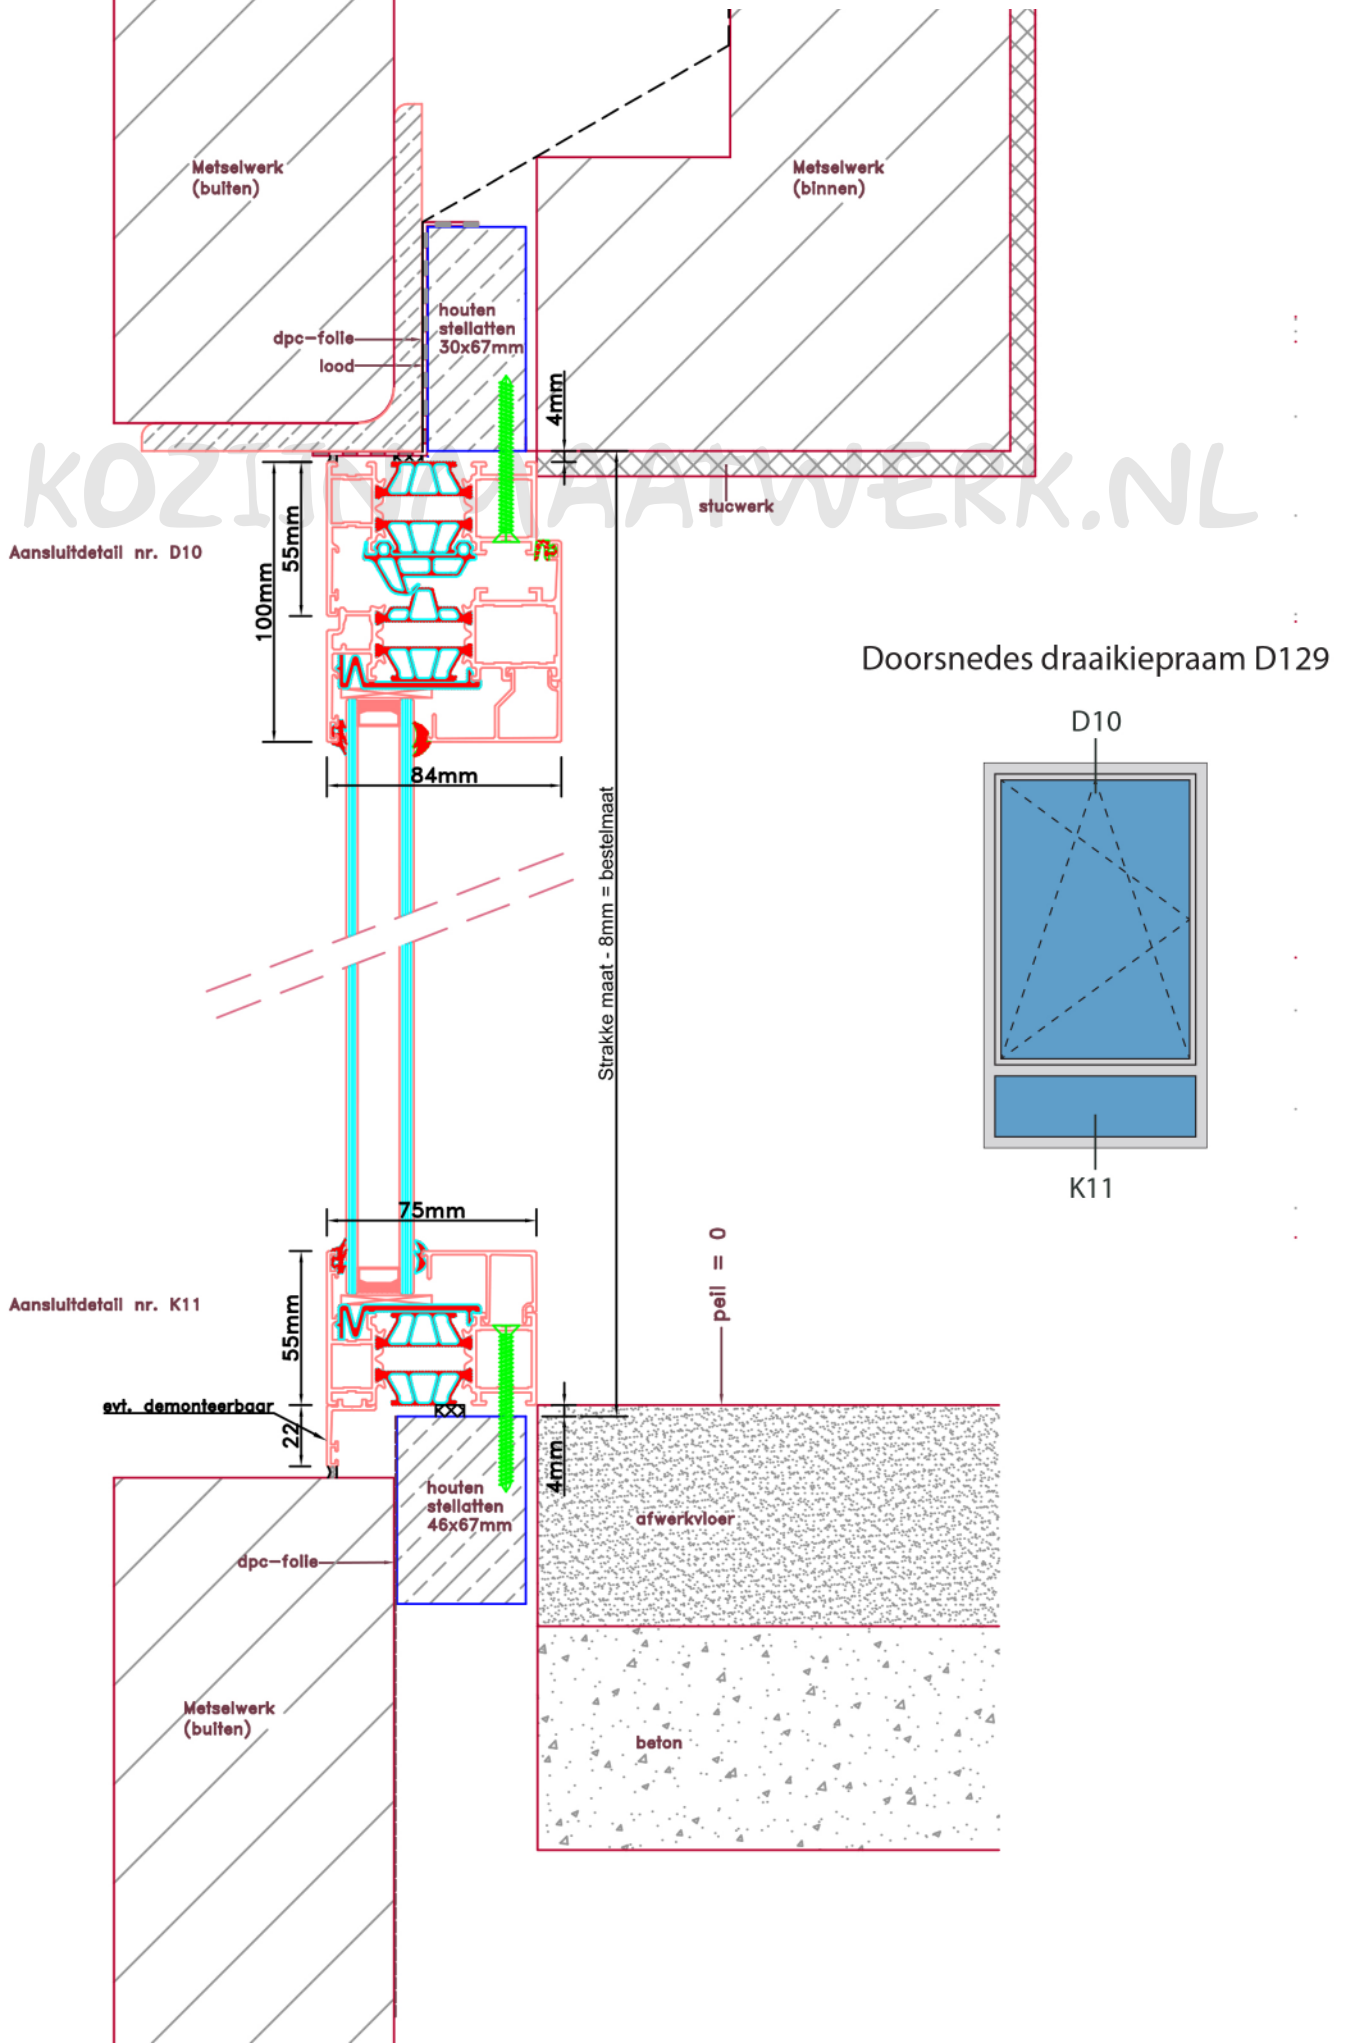 Metselwerk
(buiten)
Metselwerk
(binnen)
houten
stellatten
30x67mm
dpc-folie
lood
4mm
KOZIJNMAATWERK.NL
stucwerk
Aansluitdetail nr. D10
55mm
100mm
84mm
Doorsnedes draaikiepraam D129
D10
K11
Strakke maat - 8mm = bestelmaat
75mm
peil = 0
Aansluitdetail nr. K11
55mm
evt. demonteerbaar
22
4mm
houten
stellatten
46x67mm
afwerkvloer
dpc-folie
Metselwerk
(buiten)
beton